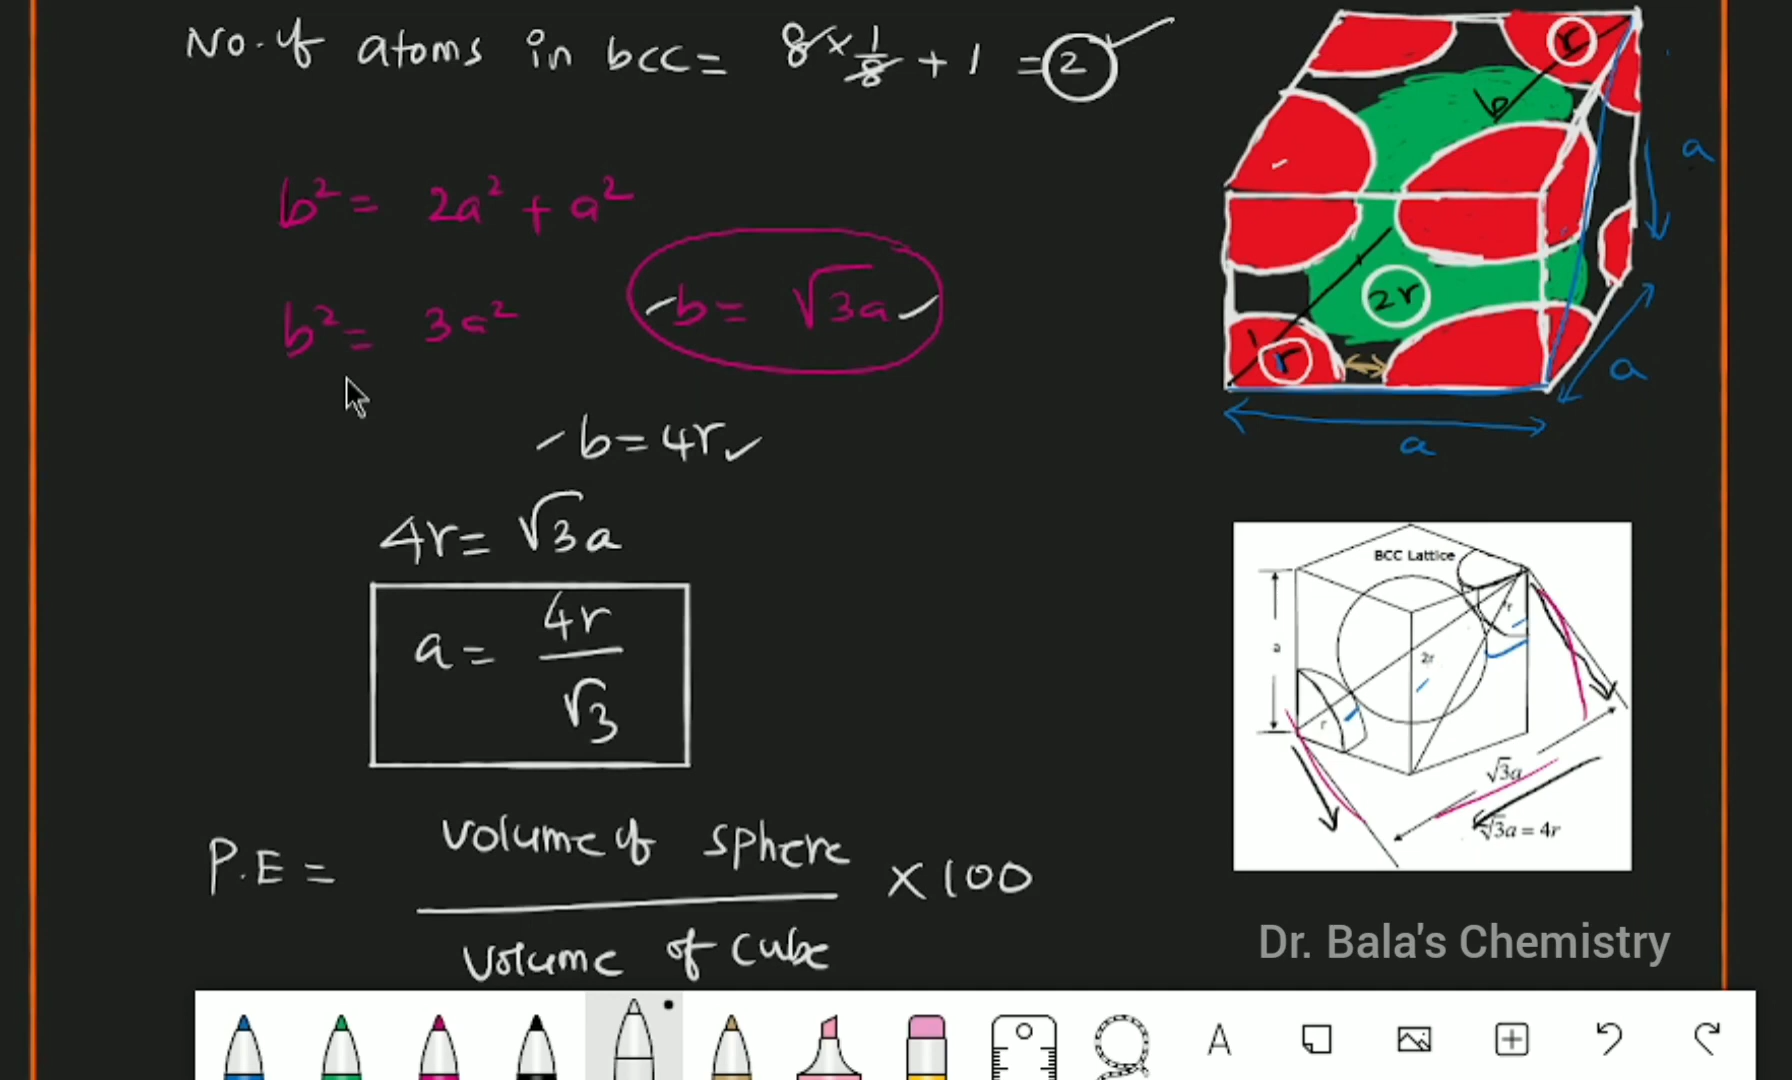 No. of atoms in bcc = 8 × 1/8 + 1 = 2
b² = 2a² + a²
b² = 3a²
b = √3a
b = 4r
4r = √3a
a = 4r/√3
P.E = volume of sphere / volume of cube × 100
r
b
2r
r
a
a
a
BCC Lattice
r
a
2r
r
√3a
√3a = 4r
Dr. Bala's Chemistry
A